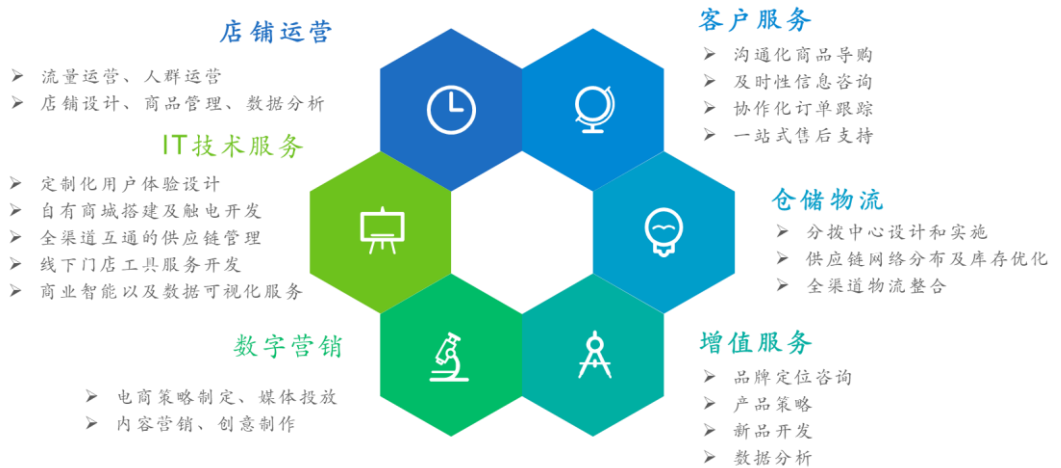 店铺运营
流量运营、人群运营
店铺设计、商品管理、数据分析
IT技术服务
定制化用户体验设计
自有商城搭建及触电开发
全渠道互通的供应链管理
线下门店工具服务开发
商业智能以及数据可视化服务
数字营销
电商策略制定、媒体投放
内容营销、创意制作
客户服务
沟通化商品导购
及时性信息咨询
协作化订单跟踪
一站式售后支持
仓储物流
分拨中心设计和实施
供应链网络分布及库存优化
全渠道物流整合
增值服务
品牌定位咨询
产品策略
新品开发
数据分析